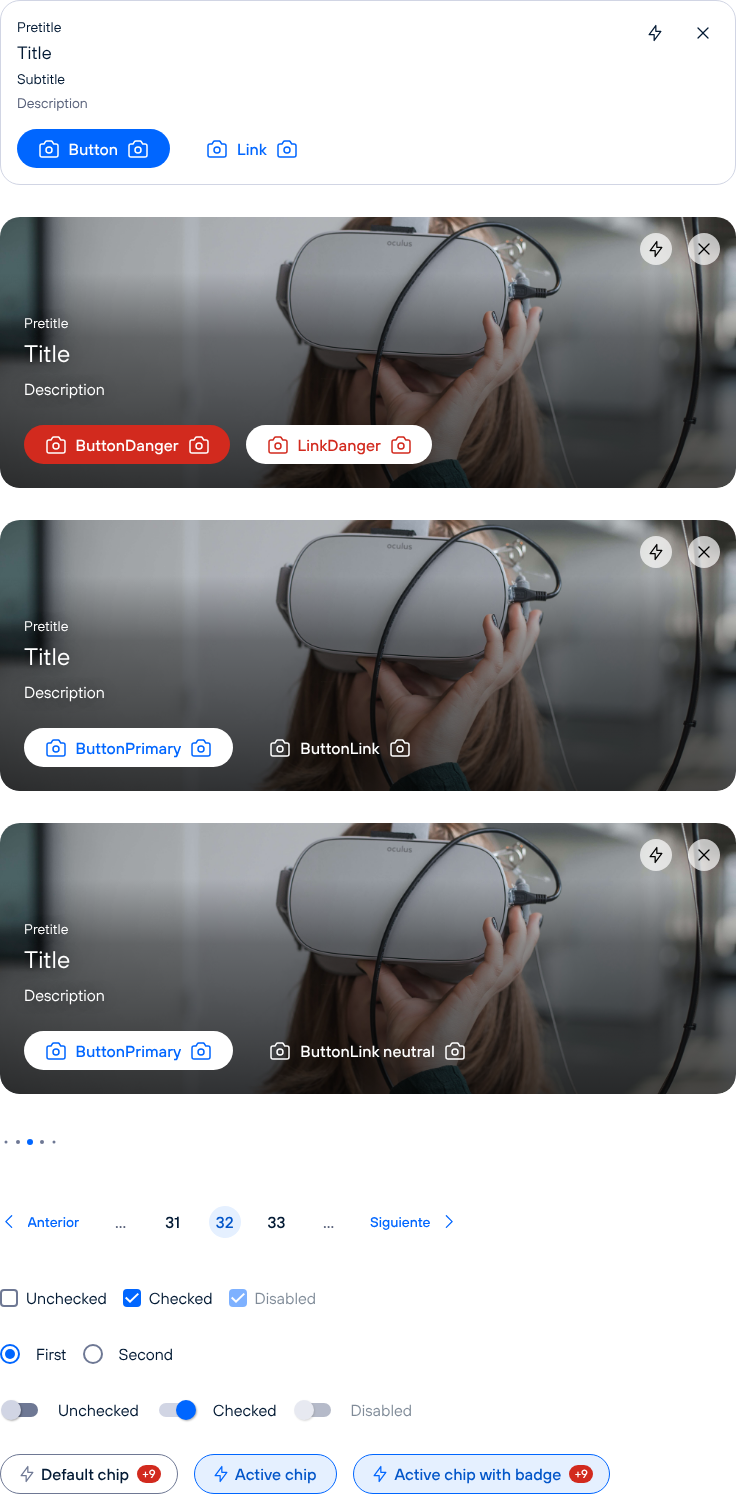 Pretitle
Title
Subtitle
Description
Button
Link
oculus
Pretitle
Title
Description
ButtonDanger
LinkDanger
oculus
Pretitle
Title
Description
ButtonPrimary
ButtonLink
oculus
Pretitle
Title
Description
ButtonPrimary
ButtonLink neutral
Anterior ... 31 32 33 ... Siguiente
Unchecked Checked Disabled
First Second
Unchecked Checked Disabled
Default chip +9 Active chip Active chip with badge +9